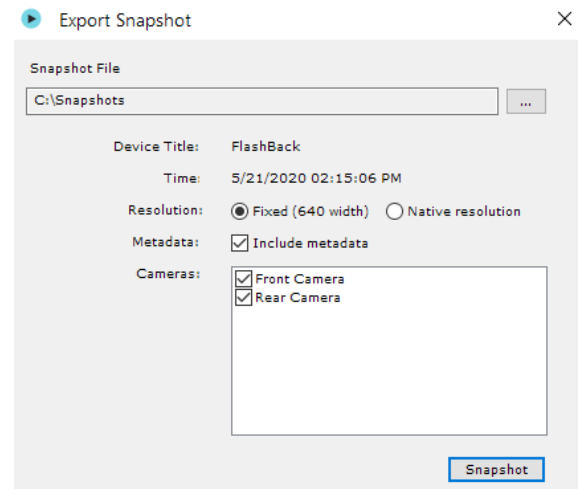 Export Snapshot
Snapshot File
C:\Snapshots
...
Device Title: FlashBack
Time: 5/21/2020 02:15:06 PM
Resolution: Fixed (640 width) Native resolution
Metadata: Include metadata
Cameras: Front Camera
Rear Camera
Snapshot